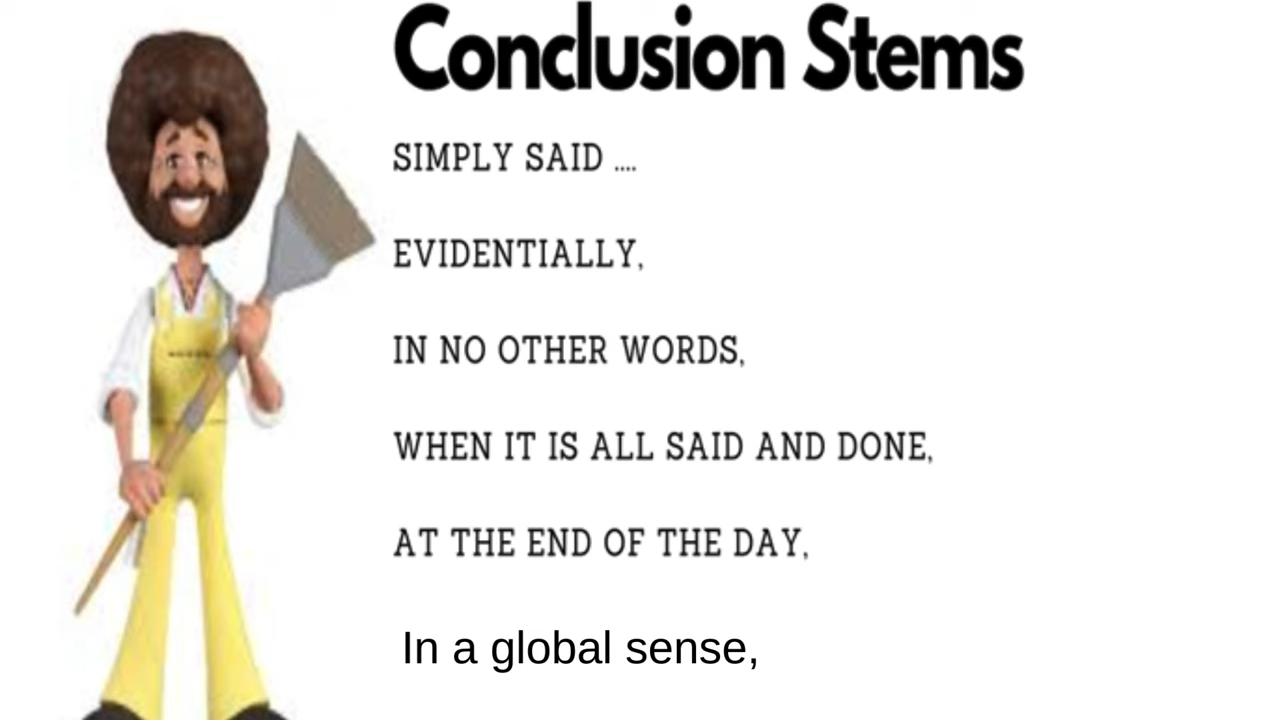 Conclusion Stems
SIMPLY SAID ....
EVIDENTIALLY,
IN NO OTHER WORDS,
WHEN IT IS ALL SAID AND DONE,
AT THE END OF THE DAY,
In a global sense,